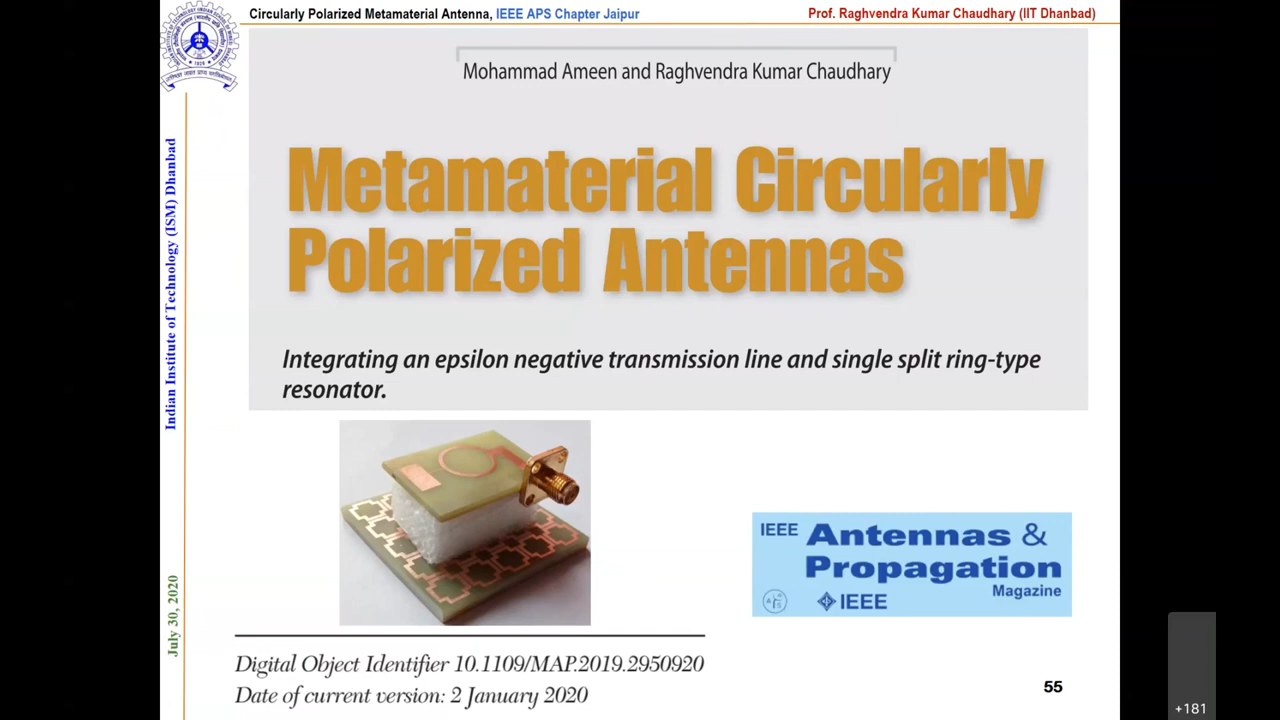 Circularly Polarized Metamaterial Antenna, IEEE APS Chapter Jaipur
Prof. Raghvendra Kumar Chaudhary (IIT Dhanbad)
Mohammad Ameen and Raghvendra Kumar Chaudhary
Metamaterial Circularly
Polarized Antennas
Integrating an epsilon negative transmission line and single split ring-type
resonator.
Indian Institute of Technology (ISM) Dhanbad
July 30, 2020
IEEE Antennas &
Propagation
Magazine
IEEE
Digital Object Identifier 10.1109/MAP.2019.2950920
Date of current version: 2 January 2020
55
+181